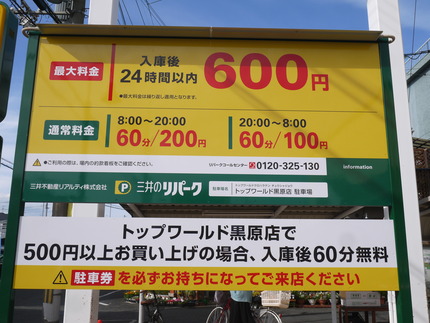 最大料金
入庫後
24時間以内
600円
●最大料金は繰り返し適用となります。
通常料金
8:00～20:00
60分/200円
20:00～8:00
60分/100円
●ご利用の際は、場内の約款看板をご確認ください。
リパークコールセンター 0120-325-130
information
三井不動産リアルティ株式会社
三井のリパーク
駐車場名
トップワールド黒原店 駐車場
トップワールド黒原店で
500円以上お買い上げの場合、入庫後60分無料
駐車券を必ずお持ちになってご来店ください